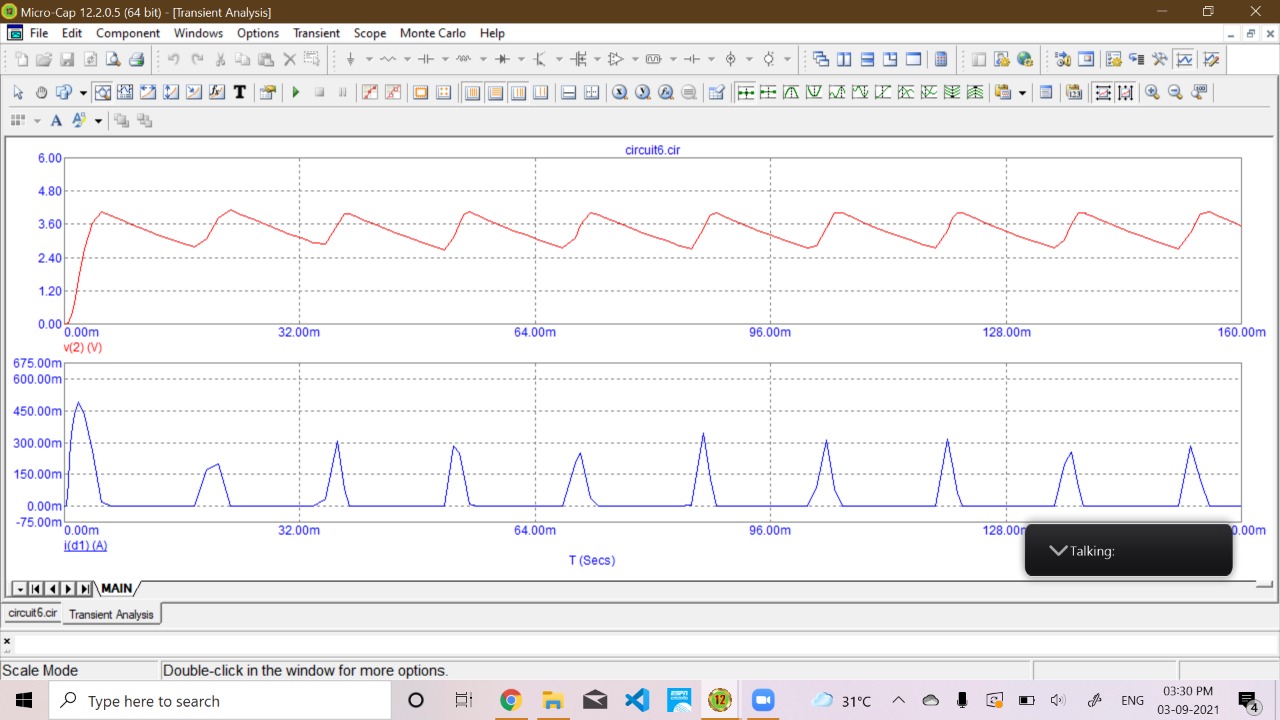 Micro-Cap 12.2.0.5 (64 bit) - [Transient Analysis]
File Edit Component Windows Options Transient Scope Monte Carlo Help
circuit6.cir
6.00
4.80
3.60
2.40
1.20
0.00
0.00m 32.00m 64.00m 96.00m 128.00m 160.00m
v(2) (V)
675.00m
600.00m
450.00m
300.00m
150.00m
0.00m
-75.00m
0.00m 32.00m 64.00m 96.00m 128.00m 0.00m
i(d1) (A)
T (Secs)
Talking:
MAIN
circuit6.cir Transient Analysis
Scale Mode Double-click in the window for more options.
Type here to search
31°C
ENG
03:30 PM
03-09-2021
4